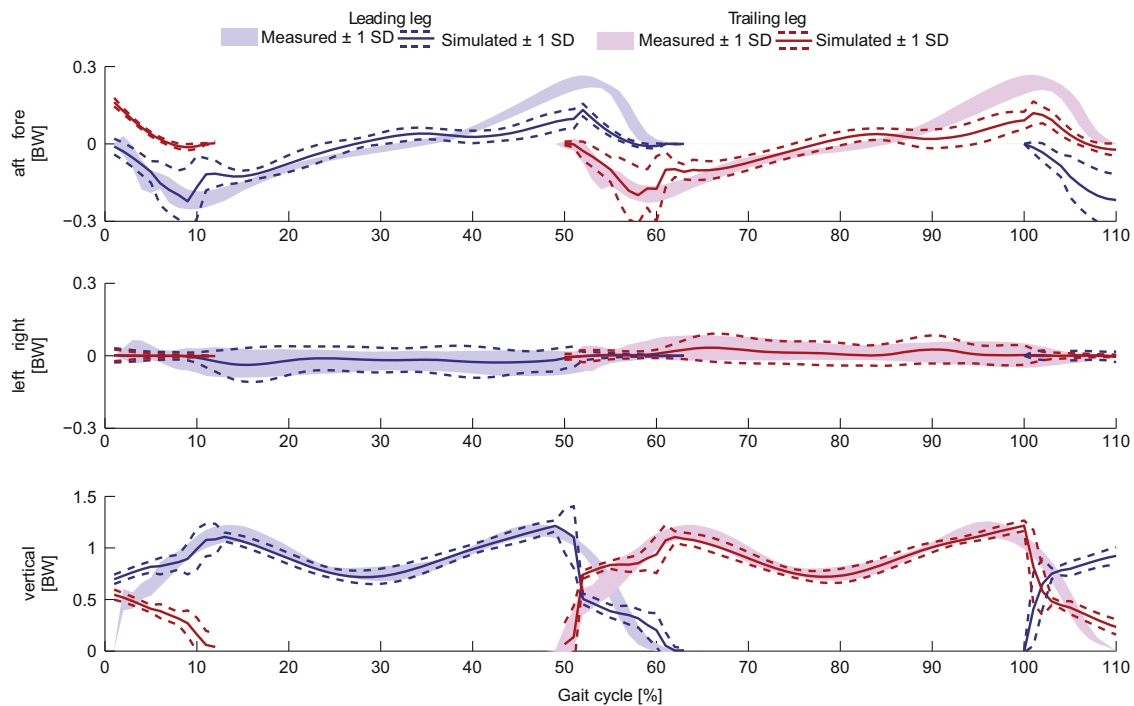 Leading leg Trailing leg
Measured ± 1 SD Simulated ± 1 SD Measured ± 1 SD Simulated ± 1 SD
aft fore
[BW]
0.3
0
−0.3
0 10 20 30 40 50 60 70 80 90 100 110
left right
[BW]
0.3
0
−0.3
0 10 20 30 40 50 60 70 80 90 100 110
vertical
[BW]
1.5
1
0.5
0
0 10 20 30 40 50 60 70 80 90 100 110
Gait cycle [%]